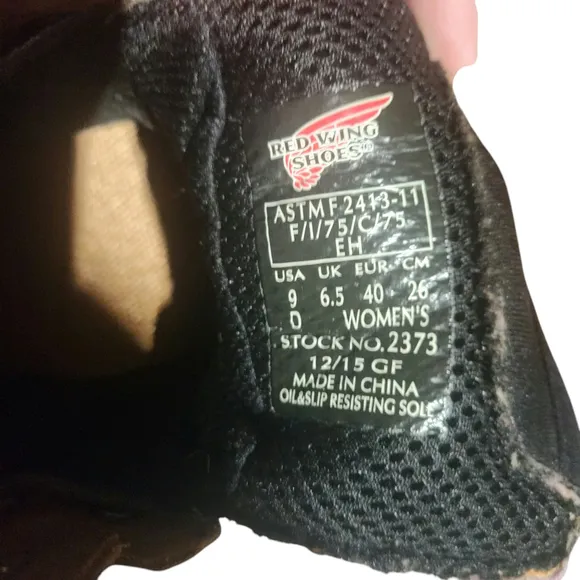 RED WING
SHOES®
ASTM F 2413-11
F/I/75/C/75
EH
USA UK EUR CM
9 6.5 40 26
D WOMEN'S
STOCK NO. 2373
12/15 GF
MADE IN CHINA
OIL&SLIP RESISTING SOLE